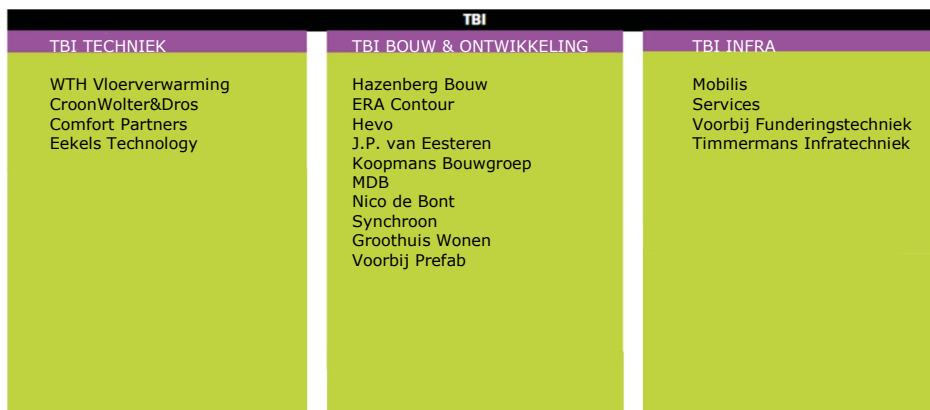 TBI
TBI TECHNIEK
WTH Vloerverwarming
CroonWolter&Dros
Comfort Partners
Eekels Technology
TBI BOUW & ONTWIKKELING
Hazenberg Bouw
ERA Contour
Hevo
J.P. van Eesteren
Koopmans Bouwgroep
MDB
Nico de Bont
Synchroon
Groothuis Wonen
Voorbij Prefab
TBI INFRA
Mobilis
Services
Voorbij Funderingstechniek
Timmermans Infratechniek